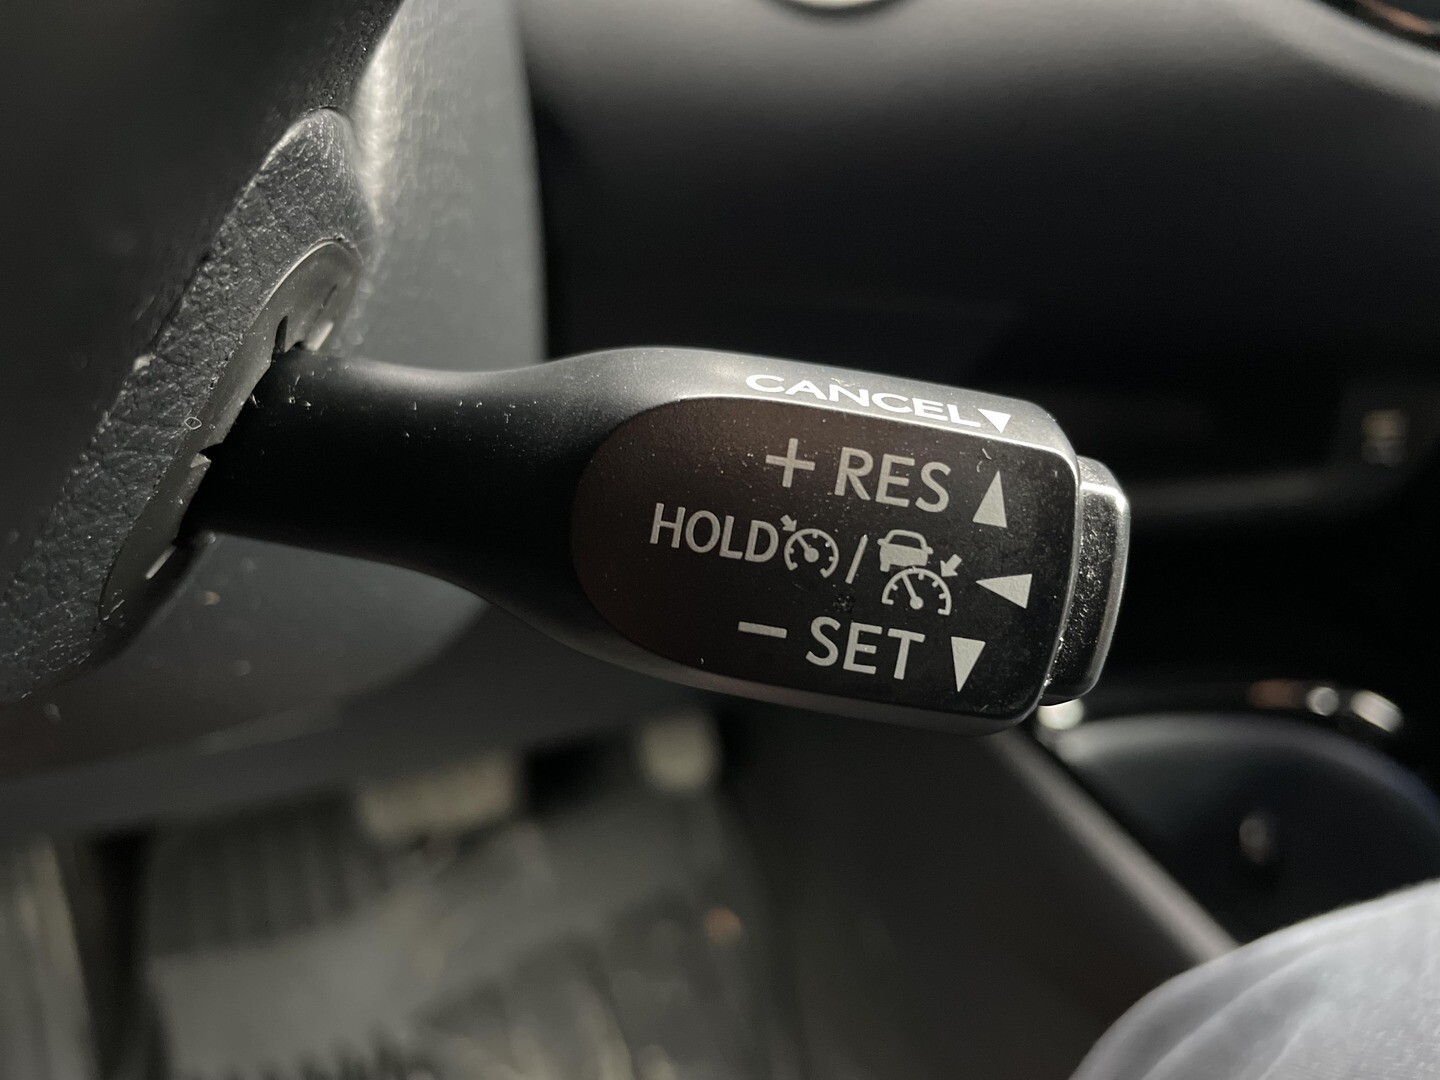 CANCEL▼
+ RES ▲
HOLD / ◀
− SET ▼